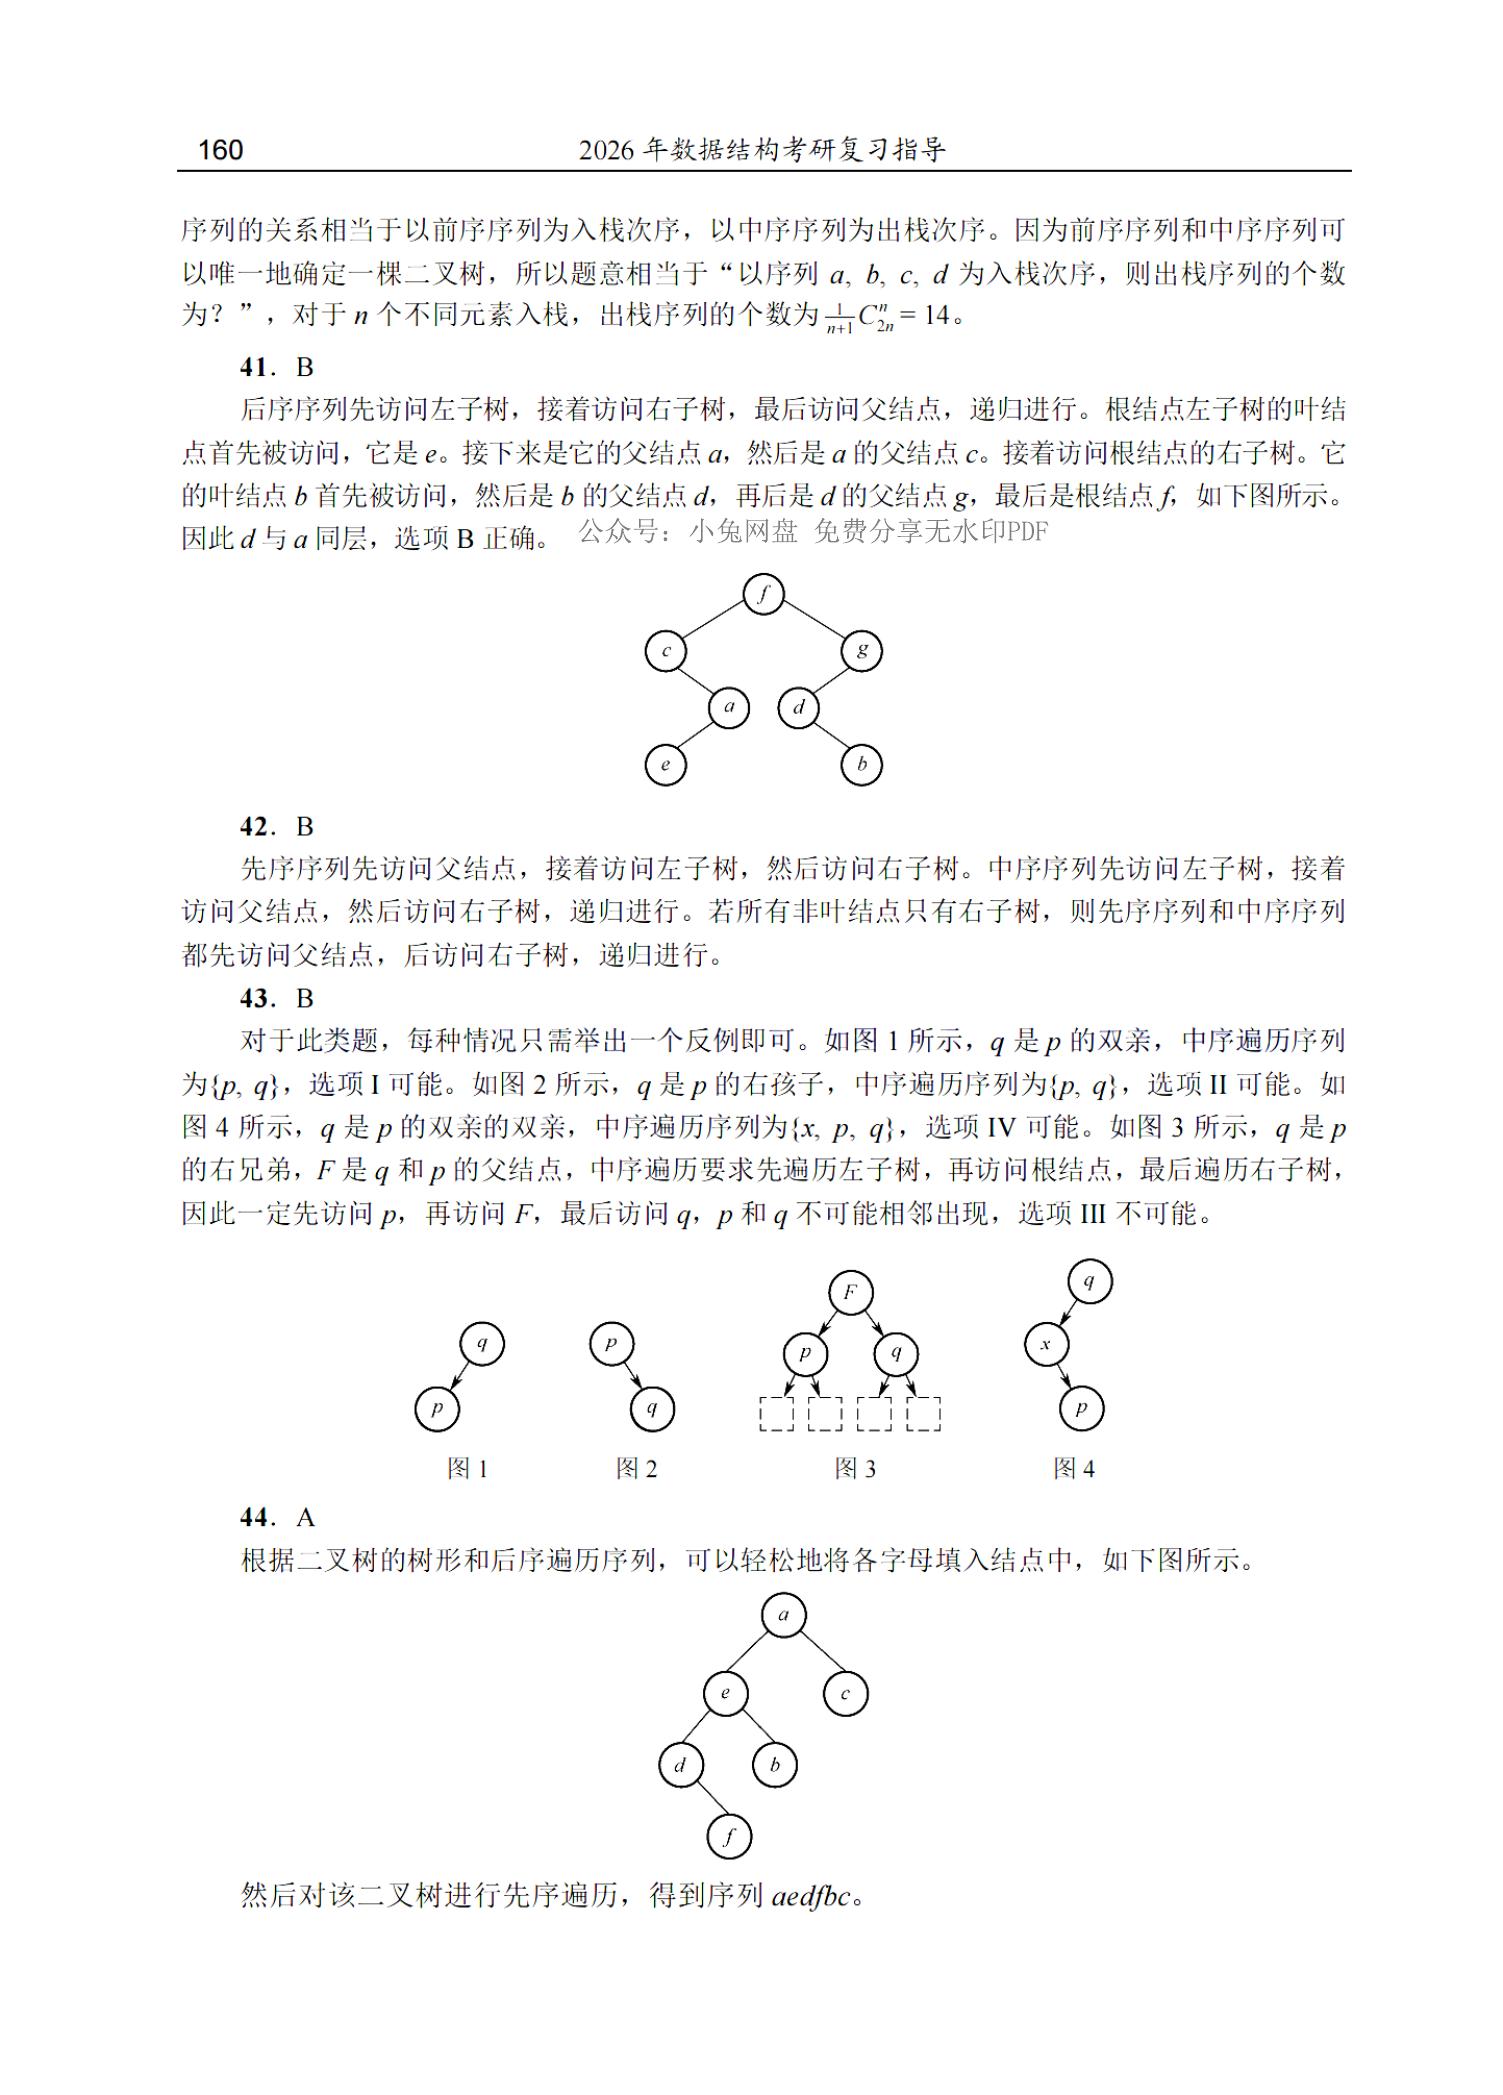 160 2026 年数据结构考研复习指导
序列的关系相当于以前序序列为入栈次序，以中序序列为出栈次序。因为前序序列和中序序列可
以唯一地确定一棵二叉树，所以题意相当于“以序列 a, b, c, d 为入栈次序，则出栈序列的个数
为？”，对于 n 个不同元素入栈，出栈序列的个数为 \frac{1}{n+1}C_{2n}^{n} = 14。
41．B
后序序列先访问左子树，接着访问右子树，最后访问父结点，递归进行。根结点左子树的叶结
点首先被访问，它是 e。接下来是它的父结点 a，然后是 a 的父结点 c。接着访问根结点的右子树。它
的叶结点 b 首先被访问，然后是 b 的父结点 d，再后是 d 的父结点 g，最后是根结点 f，如下图所示。
因此 d 与 a 同层，选项 B 正确。 公众号：小兔网盘 免费分享无水印PDF
f
c g
a d
e b
42．B
先序序列先访问父结点，接着访问左子树，然后访问右子树。中序序列先访问左子树，接着
访问父结点，然后访问右子树，递归进行。若所有非叶结点只有右子树，则先序序列和中序序列
都先访问父结点，后访问右子树，递归进行。
43．B
对于此类题，每种情况只需举出一个反例即可。如图 1 所示，q 是 p 的双亲，中序遍历序列
为{p, q}，选项 I 可能。如图 2 所示，q 是 p 的右孩子，中序遍历序列为{p, q}，选项 II 可能。如
图 4 所示，q 是 p 的双亲的双亲，中序遍历序列为{x, p, q}，选项 IV 可能。如图 3 所示，q 是 p
的右兄弟，F 是 q 和 p 的父结点，中序遍历要求先遍历左子树，再访问根结点，最后遍历右子树，
因此一定先访问 p，再访问 F，最后访问 q，p 和 q 不可能相邻出现，选项 III 不可能。
q
p
图 1
p
q
图 2
F
p q
图 3
q
x
p
图 4
44．A
根据二叉树的树形和后序遍历序列，可以轻松地将各字母填入结点中，如下图所示。
a
e c
d b
f
然后对该二叉树进行先序遍历，得到序列 aedfbc。